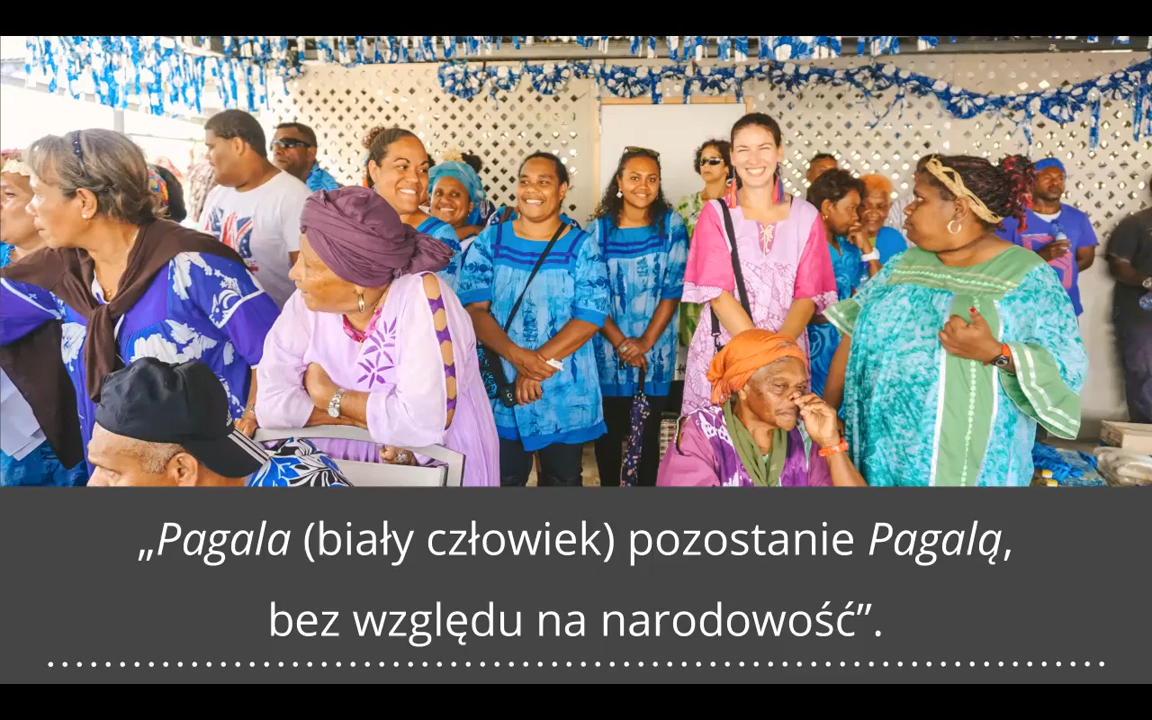 „Pagala (biały człowiek) pozostanie Pagalą,
bez względu na narodowość”.